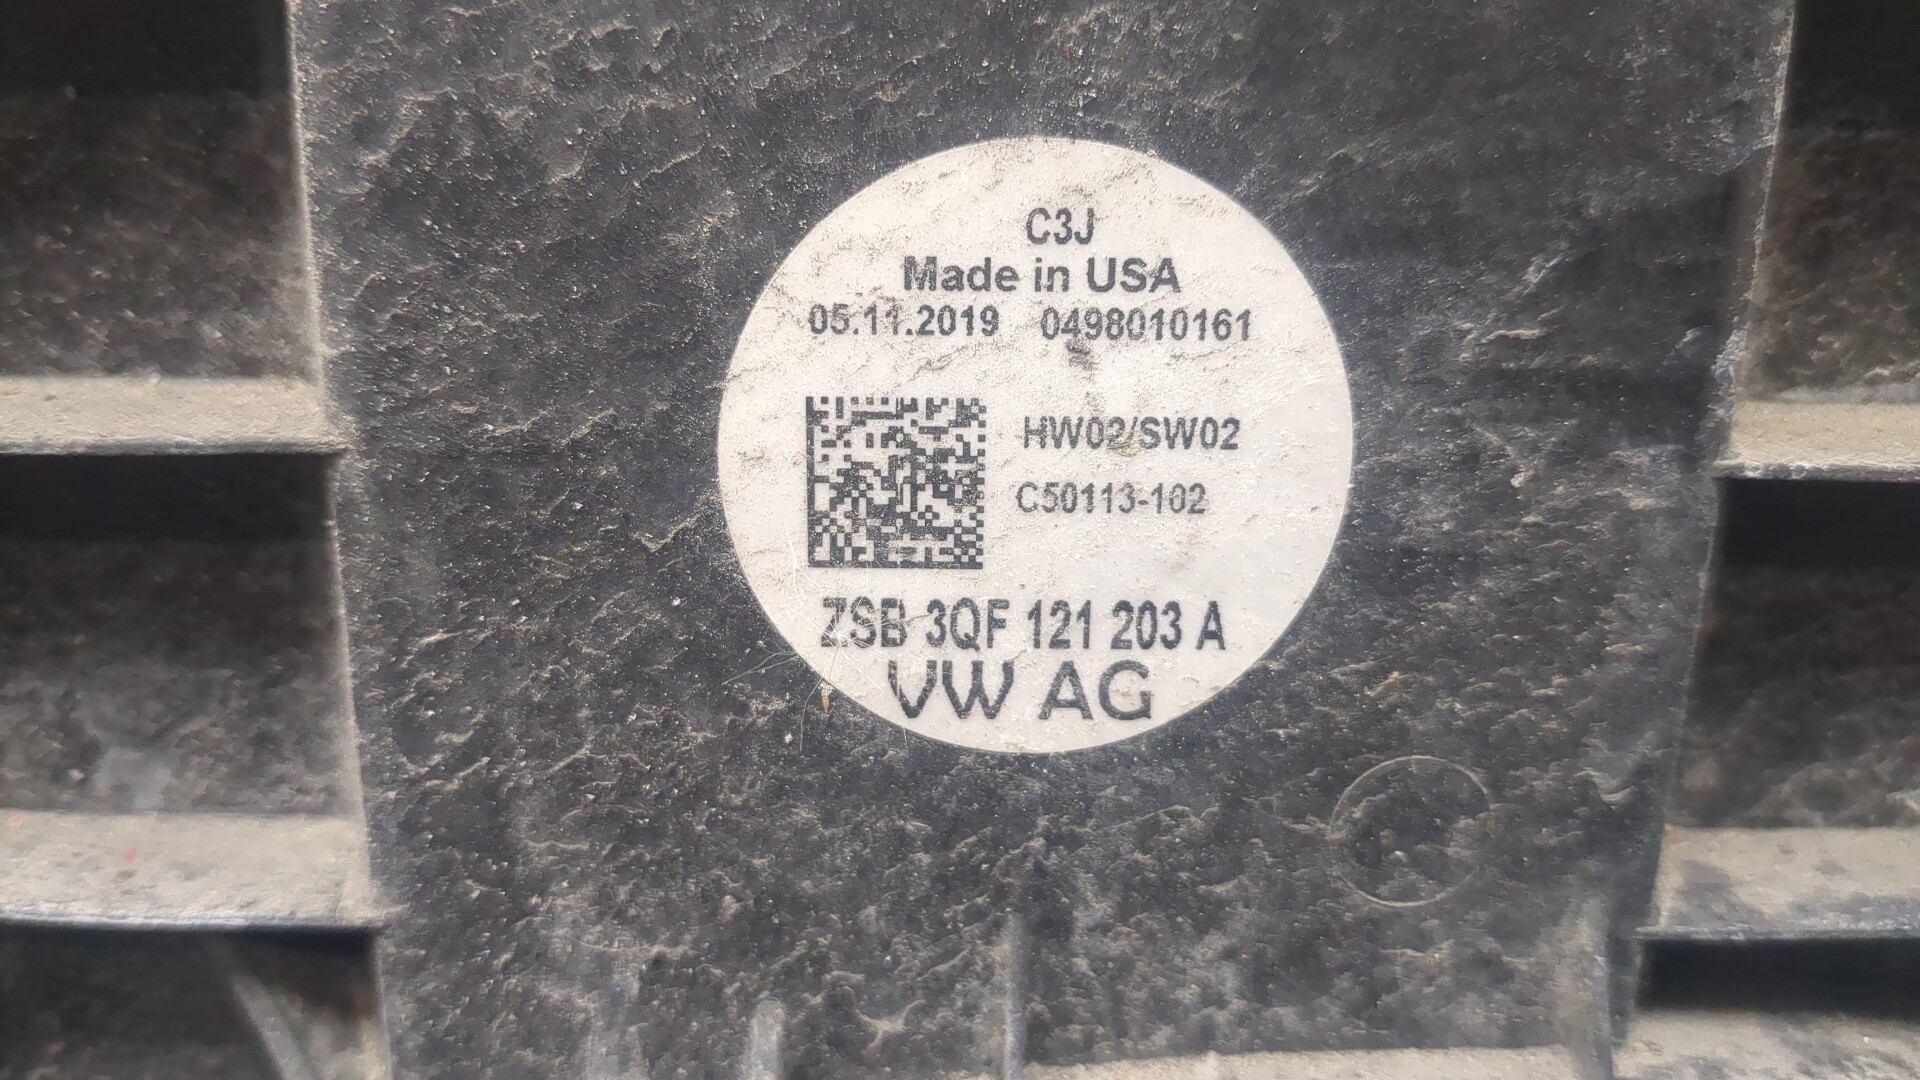 C3J
Made in USA
05.11.2019 0498010161
HW02/SW02
C50113-102
ZSB 3QF 121 203 A
VW AG